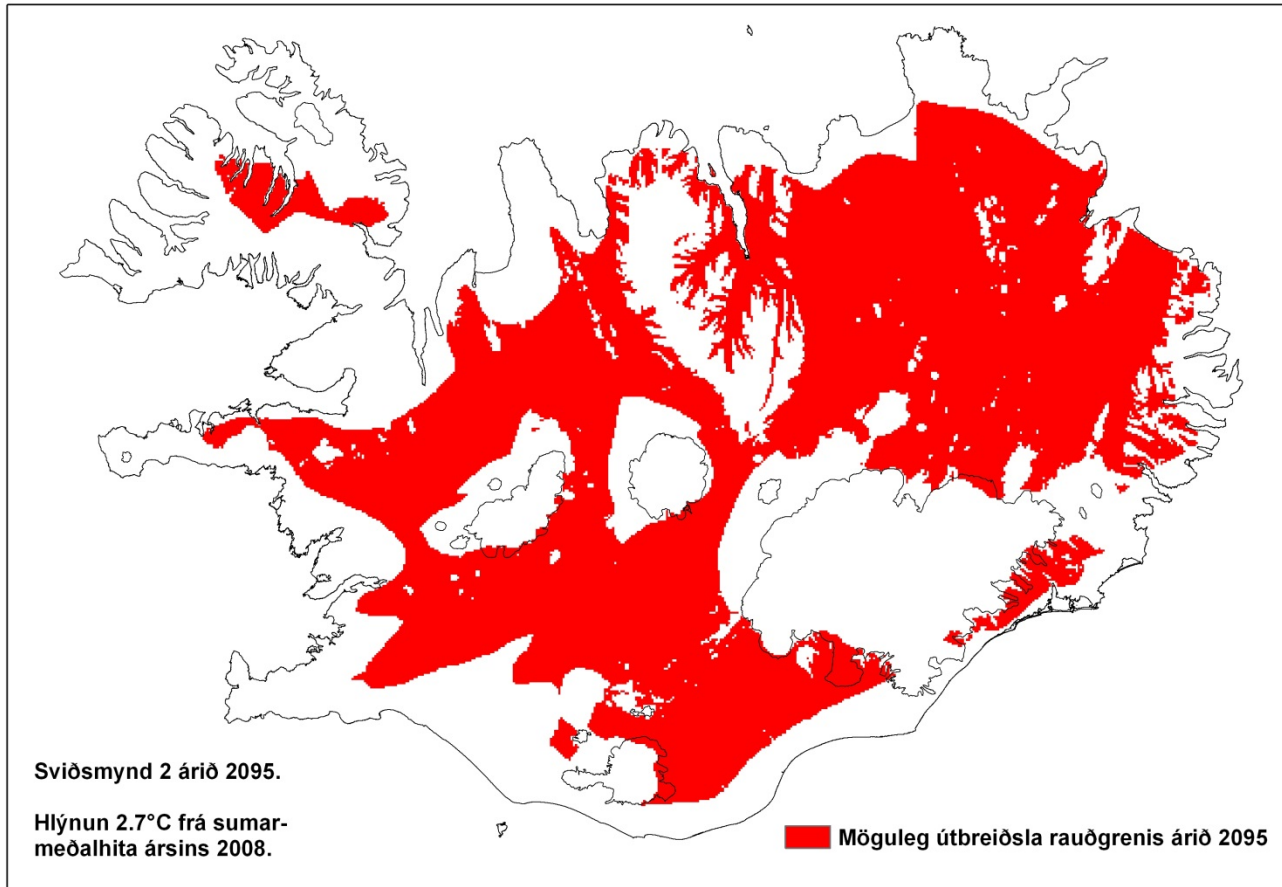 Sviðsmynd 2 árið 2095.
Hlýnun 2.7°C frá sumar-
meðalhita ársins 2008.
Möguleg útbreiðsla rauðgrenis árið 2095